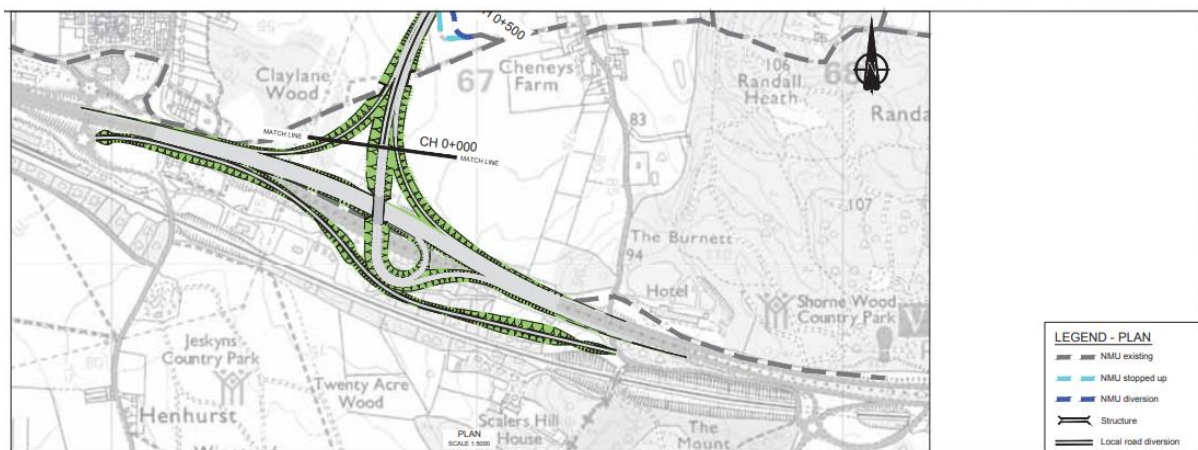 CH 0+500
Claylane
Wood
67
Cheneys
Farm
106
Randall
Heath
68
N
Randa
83
MATCH LINE
CH 0+000
MATCH LINE
107
The Burnett
94
Hotel
Shorne Wood
Country Park
Jeskyns
Country Park
Henhurst
Twenty Acre
Wood
Scalers Hill
House
The
Mount
PLAN
SCALE 1:5000
LEGEND - PLAN
NMU existing
NMU stopped up
NMU diversion
Structure
Local road diversion